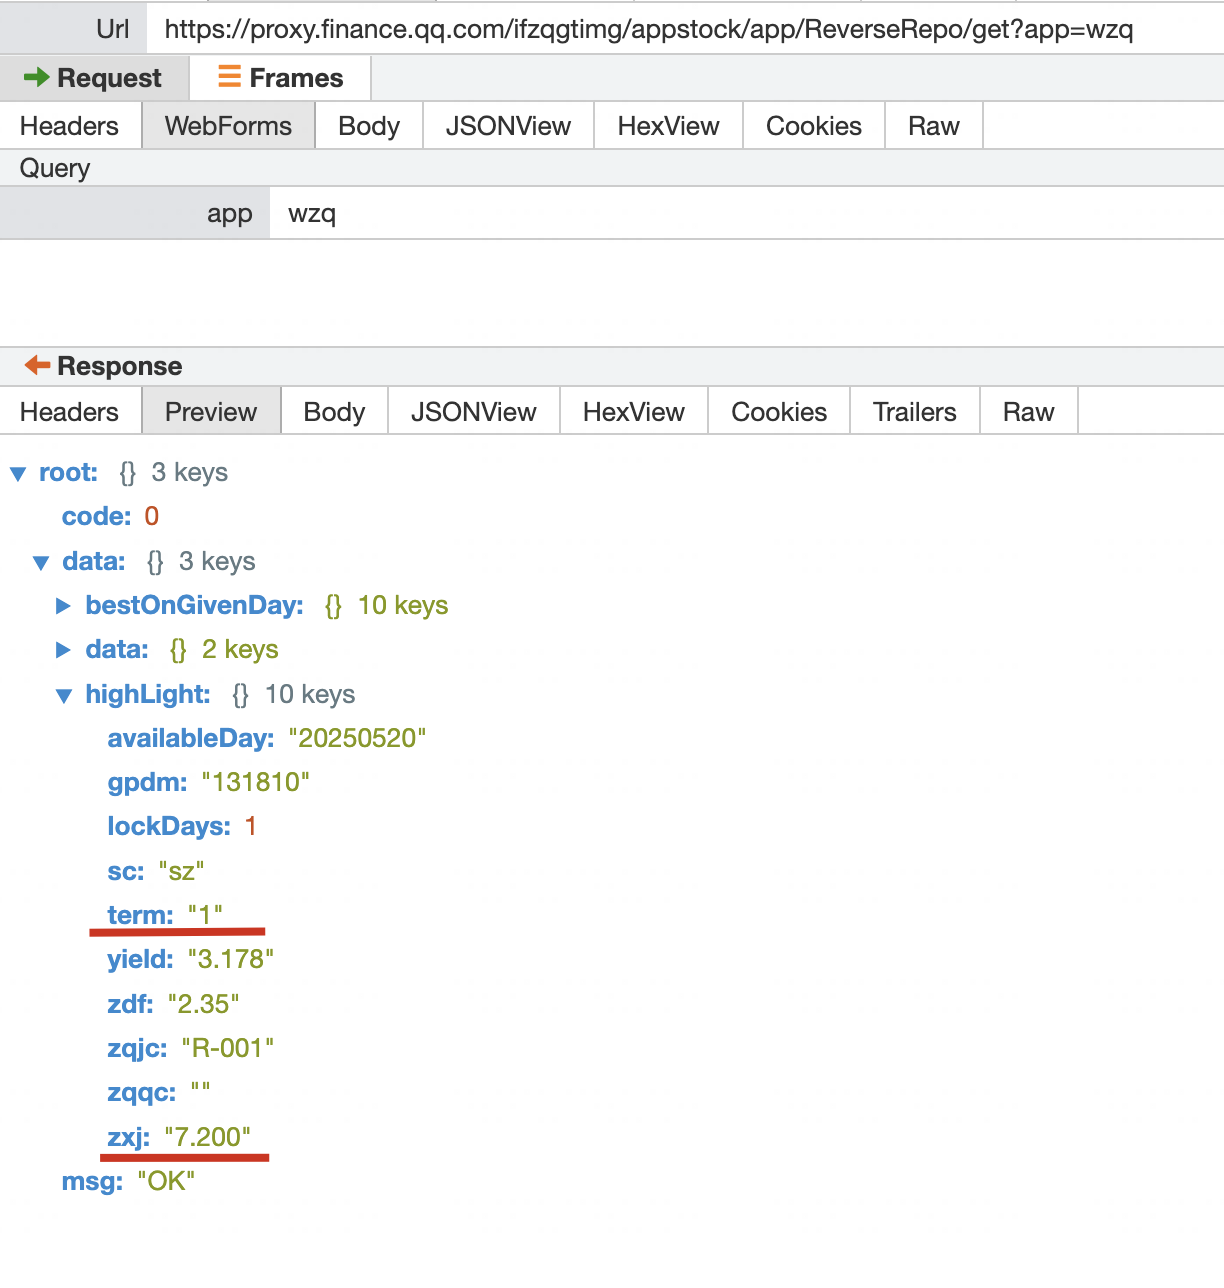 Url https://proxy.finance.qq.com/ifzqgtimg/appstock/app/ReverseRepo/get?app=wzq
Request Frames
Headers WebForms Body JSONView HexView Cookies Raw
Query
app wzq
Response
Headers Preview Body JSONView HexView Cookies Trailers Raw
root: {} 3 keys
code: 0
data: {} 3 keys
bestOnGivenDay: {} 10 keys
data: {} 2 keys
highLight: {} 10 keys
availableDay: "20250520"
gpdm: "131810"
lockDays: 1
sc: "sz"
term: "1"
yield: "3.178"
zdf: "2.35"
zqjc: "R-001"
zqqc: ""
zxj: "7.200"
msg: "OK"